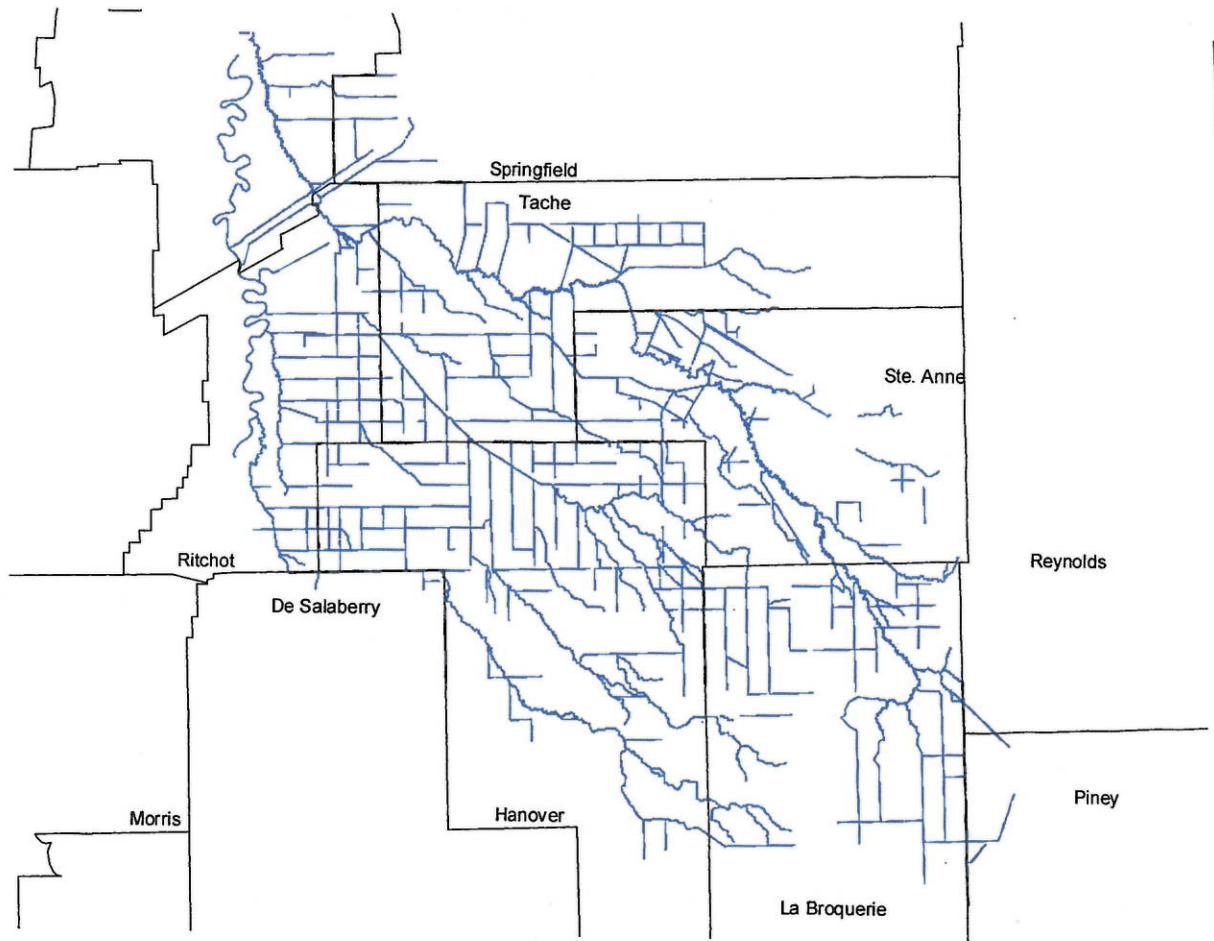 Springfield
Tache
Ste. Anne
Ritchot
Reynolds
De Salaberry
Piney
Morris
Hanover
La Broquerie